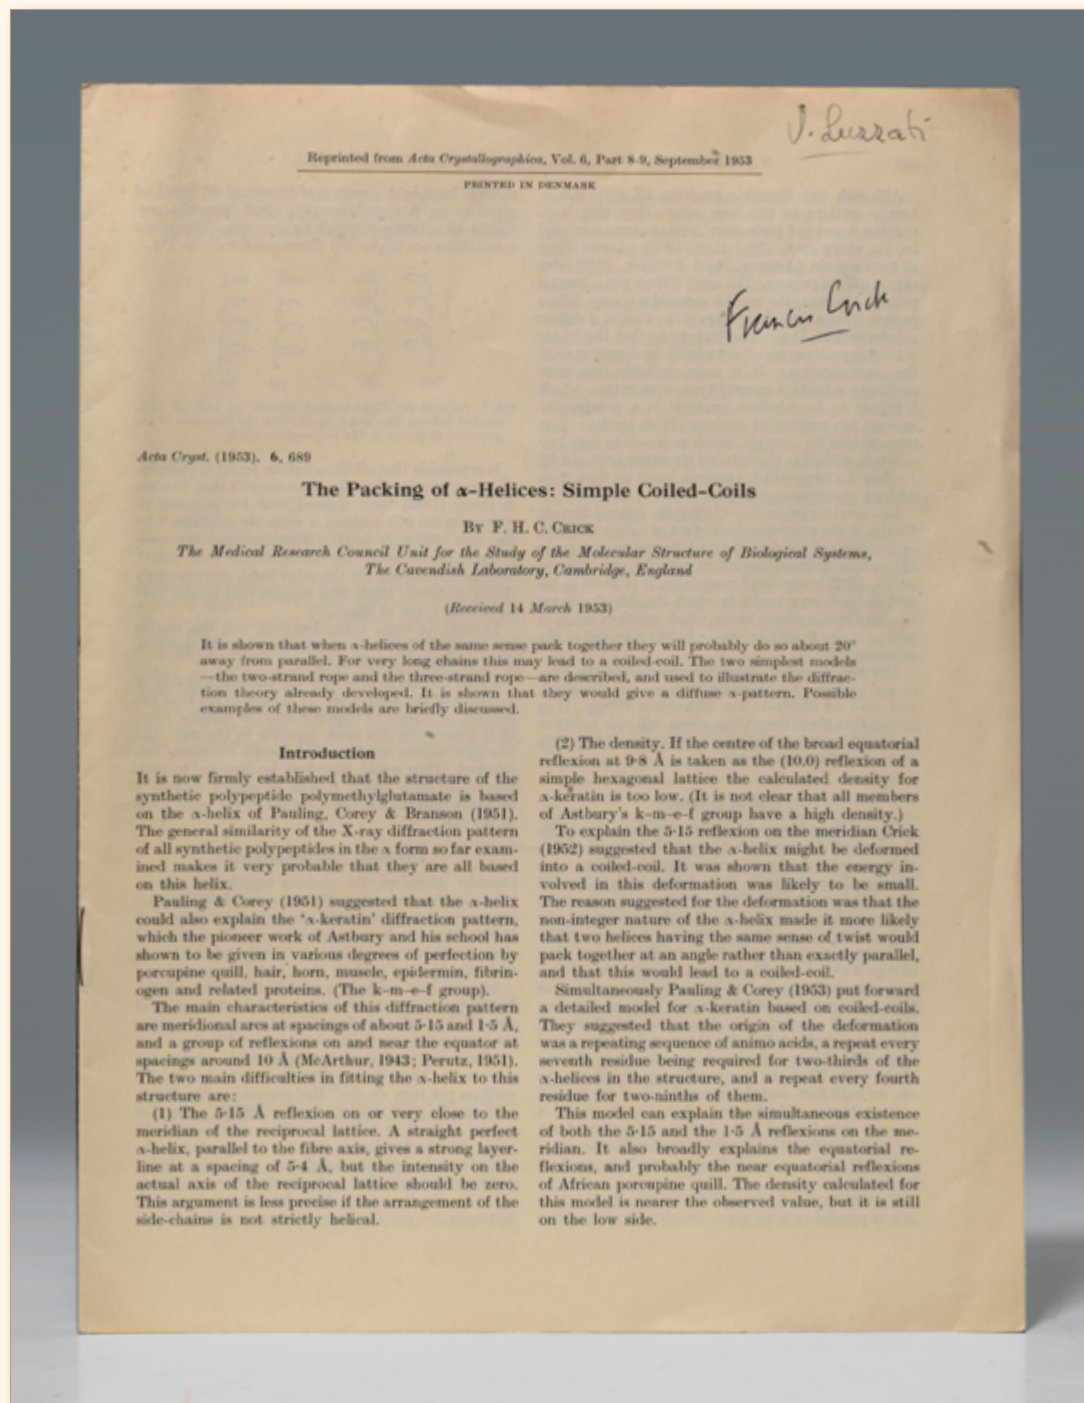 V. Luzzati
Reprinted from Acta Crystallographica, Vol. 6, Part 8-9, September 1953
PRINTED IN DENMARK
Francis Crick
Acta Cryst. (1953). 6, 689
The Packing of α-Helices: Simple Coiled-Coils
BY F. H. C. CRICK
The Medical Research Council Unit for the Study of the Molecular Structure of Biological Systems,
The Cavendish Laboratory, Cambridge, England
(Received 14 March 1953)
It is shown that when α-helices of the same sense pack together they will probably do so about 20°
away from parallel. For very long chains this may lead to a coiled-coil. The two simplest models
—the two-strand rope and the three-strand rope—are described, and used to illustrate the diffrac-
tion theory already developed. It is shown that they would give a diffuse α-pattern. Possible
examples of these models are briefly discussed.
Introduction
It is now firmly established that the structure of the
synthetic polypeptide polymethylglutamate is based
on the α-helix of Pauling, Corey & Branson (1951).
The general similarity of the X-ray diffraction pattern
of all synthetic polypeptides in the α form so far exam-
ined makes it very probable that they are all based
on this helix.
Pauling & Corey (1951) suggested that the α-helix
could also explain the 'α-keratin' diffraction pattern,
which the pioneer work of Astbury and his school has
shown to be given in various degrees of perfection by
porcupine quill, hair, horn, muscle, epidermin, fibrin-
ogen and related proteins. (The k-m-e-f group).
The main characteristics of this diffraction pattern
are meridional arcs at spacings of about 5·15 and 1·5 Å,
and a group of reflexions on and near the equator at
spacings around 10 Å (McArthur, 1943; Perutz, 1951).
The two main difficulties in fitting the α-helix to this
structure are:
(1) The 5·15 Å reflexion on or very close to the
meridian of the reciprocal lattice. A straight perfect
α-helix, parallel to the fibre axis, gives a strong layer-
line at a spacing of 5·4 Å, but the intensity on the
actual axis of the reciprocal lattice should be zero.
This argument is less precise if the arrangement of the
side-chains is not strictly helical.
(2) The density. If the centre of the broad equatorial
reflexion at 9·8 Å is taken as the (10.0) reflexion of a
simple hexagonal lattice the calculated density for
α-keratin is too low. (It is not clear that all members
of Astbury's k-m-e-f group have a high density.)
To explain the 5·15 reflexion on the meridian Crick
(1952) suggested that the α-helix might be deformed
into a coiled-coil. It was shown that the energy in-
volved in this deformation was likely to be small.
The reason suggested for the deformation was that the
non-integer nature of the α-helix made it more likely
that two helices having the same sense of twist would
pack together at an angle rather than exactly parallel,
and that this would lead to a coiled-coil.
Simultaneously Pauling & Corey (1953) put forward
a detailed model for α-keratin based on coiled-coils.
They suggested that the origin of the deformation
was a repeating sequence of animo acids, a repeat every
seventh residue being required for two-thirds of the
α-helices in the structure, and a repeat every fourth
residue for two-ninths of them.
This model can explain the simultaneous existence
of both the 5·15 and the 1·5 Å reflexions on the me-
ridian. It also broadly explains the equatorial re-
flexions, and probably the near equatorial reflexions
of African porcupine quill. The density calculated for
this model is nearer the observed value, but it is still
on the low side.